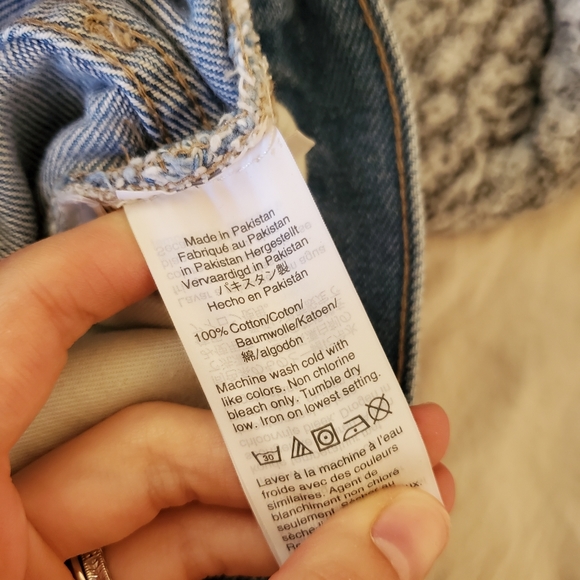 Made in Pakistan
Fabriqué au Pakistan
in Pakistan Hergestellt
Vervaardigd in Pakistan
パキスタン製
Hecho en Pakistán
100% Cotton/Coton/
Baumwolle/Katoen/
綿/algodón
Machine wash cold with
like colors. Non chlorine
bleach only. Tumble dry
low. Iron on lowest setting.
30
Laver à la machine à l'eau
froide avec des couleurs
similaires. Agent de
blanchiment non chloré
seulement.